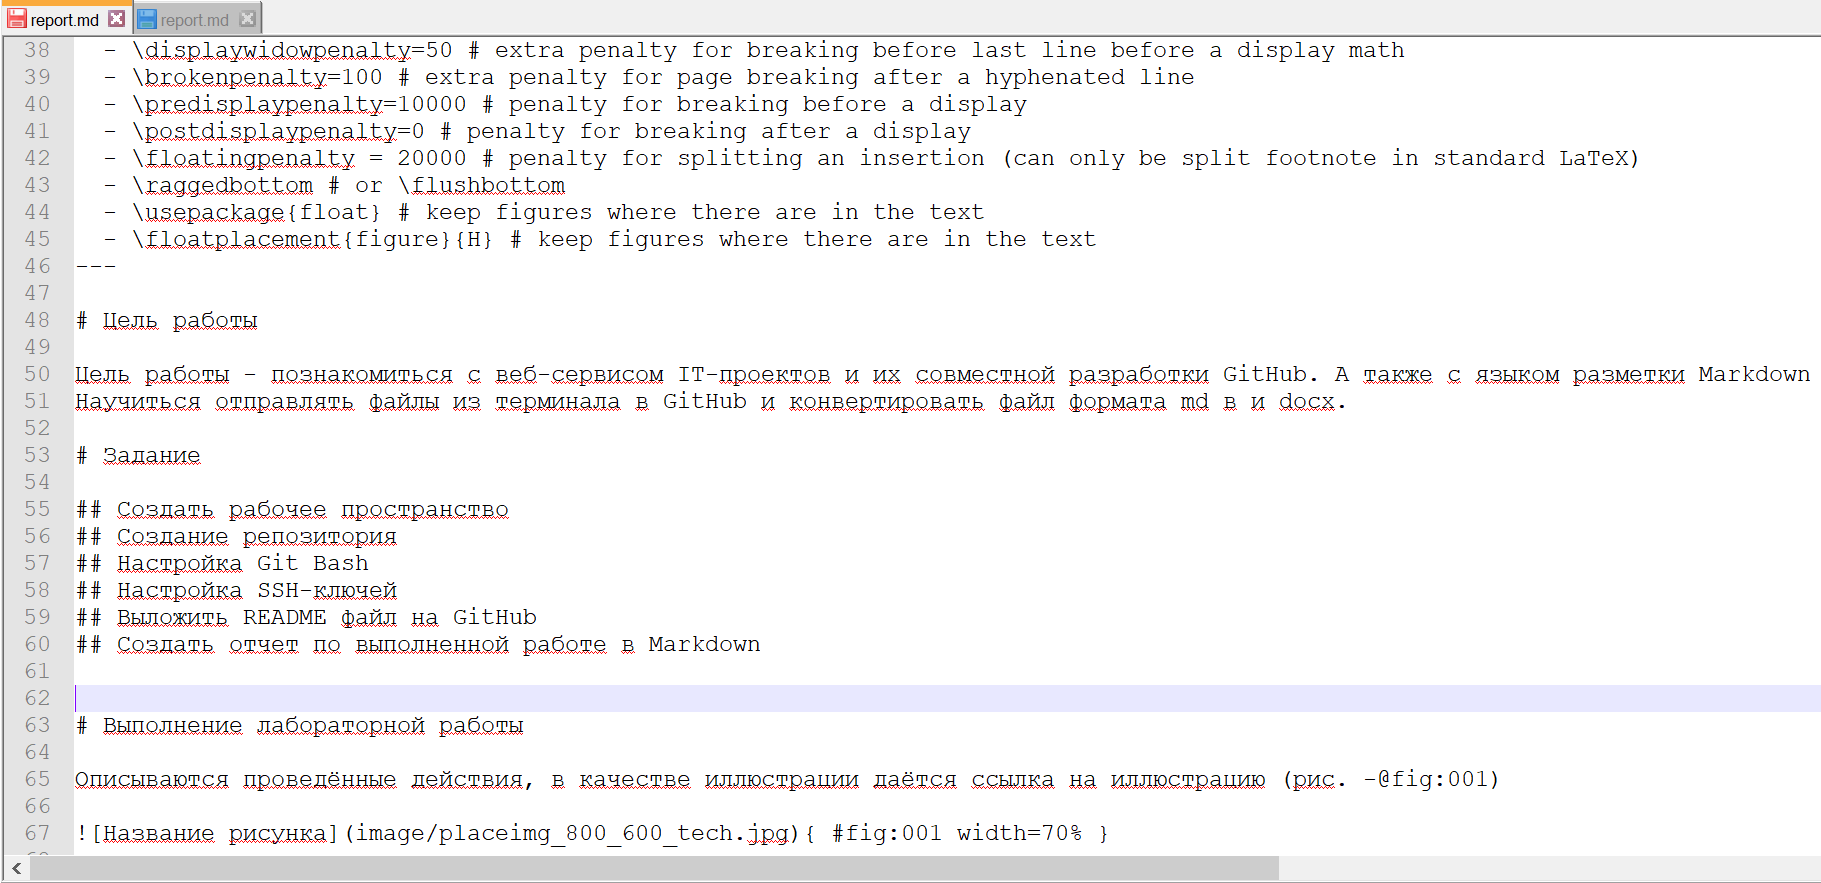 report.md report.md
38 - \displaywidowpenalty=50 # extra penalty for breaking before last line before a display math
39 - \brokenpenalty=100 # extra penalty for page breaking after a hyphenated line
40 - \predisplaypenalty=10000 # penalty for breaking before a display
41 - \postdisplaypenalty=0 # penalty for breaking after a display
42 - \floatingpenalty = 20000 # penalty for splitting an insertion (can only be split footnote in standard LaTeX)
43 - \raggedbottom # or \flushbottom
44 - \usepackage{float} # keep figures where there are in the text
45 - \floatplacement{figure}{H} # keep figures where there are in the text
46 ---
47
48 # Цель работы
49
50 Цель работы - познакомиться с веб-сервисом IT-проектов и их совместной разработки GitHub. А также с языком разметки Markdown
51 Научиться отправлять файлы из терминала в GitHub и конвертировать файл формата md в и docx.
52
53 # Задание
54
55 ## Создать рабочее пространство
56 ## Создание репозитория
57 ## Настройка Git Bash
58 ## Настройка SSH-ключей
59 ## Выложить README файл на GitHub
60 ## Создать отчет по выполненной работе в Markdown
61
62
63 # Выполнение лабораторной работы
64
65 Описываются проведённые действия, в качестве иллюстрации даётся ссылка на иллюстрацию (рис. -@fig:001)
66
67 ![Название рисунка](image/placeimg_800_600_tech.jpg){ #fig:001 width=70% }